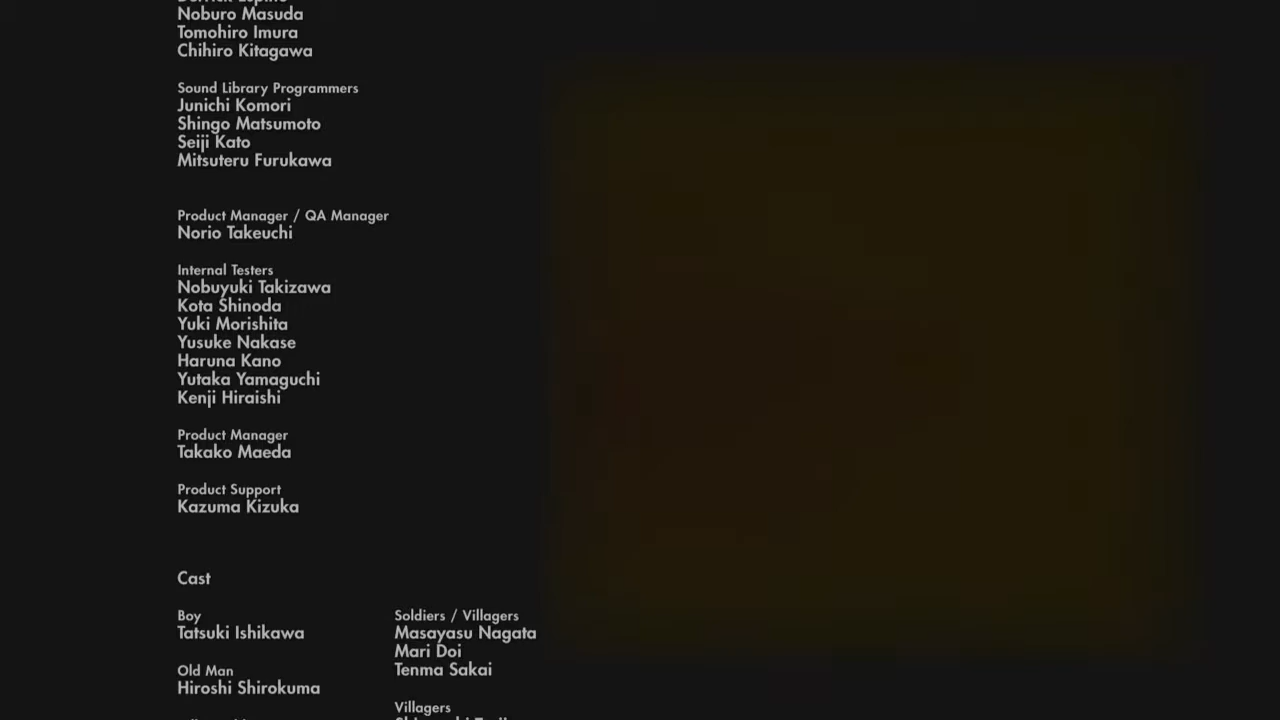 Noburo Masuda
Tomohiro Imura
Chihiro Kitagawa
Sound Library Programmers
Junichi Komori
Shingo Matsumoto
Seiji Kato
Mitsuteru Furukawa
Product Manager / QA Manager
Norio Takeuchi
Internal Testers
Nobuyuki Takizawa
Kota Shinoda
Yuki Morishita
Yusuke Nakase
Haruna Kano
Yutaka Yamaguchi
Kenji Hiraishi
Product Manager
Takako Maeda
Product Support
Kazuma Kizuka
Cast
Boy
Tatsuki Ishikawa
Old Man
Hiroshi Shirokuma
Soldiers / Villagers
Masayasu Nagata
Mari Doi
Tenma Sakai
Villagers